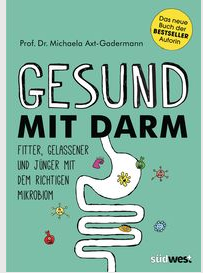 Prof. Dr. Michaela Axt-Gadermann
Das neue
Buch der
BESTSELLER
Autorin
GESUND
MIT DARM
FITTER, GELASSENER
UND JÜNGER MIT
DEM RICHTIGEN
MIKROBIOM
südwest